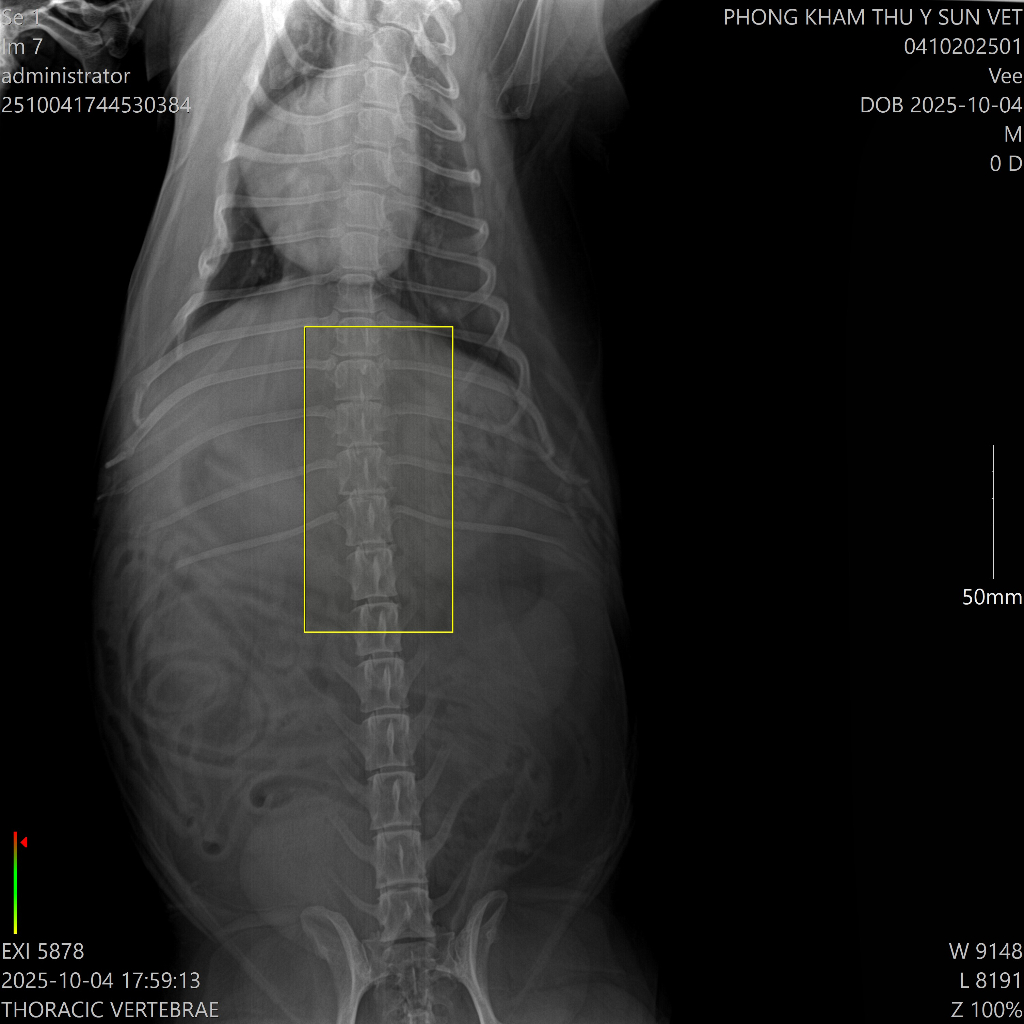 Se 1
Im 7
administrator
2510041744530384
PHONG KHAM THU Y SUN VET
0410202501
Vee
DOB 2025-10-04
M
0 D
50mm
EXI 5878
2025-10-04 17:59:13
THORACIC VERTEBRAE
W 9148
L 8191
Z 100%